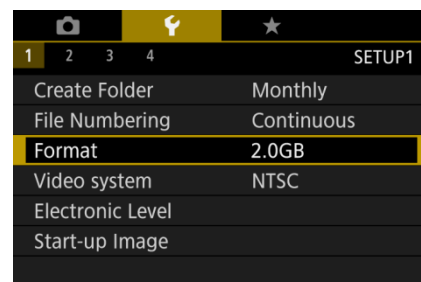 1 2 3 4 SETUP1
Create Folder Monthly
File Numbering Continuous
Format 2.0GB
Video system NTSC
Electronic Level
Start-up Image